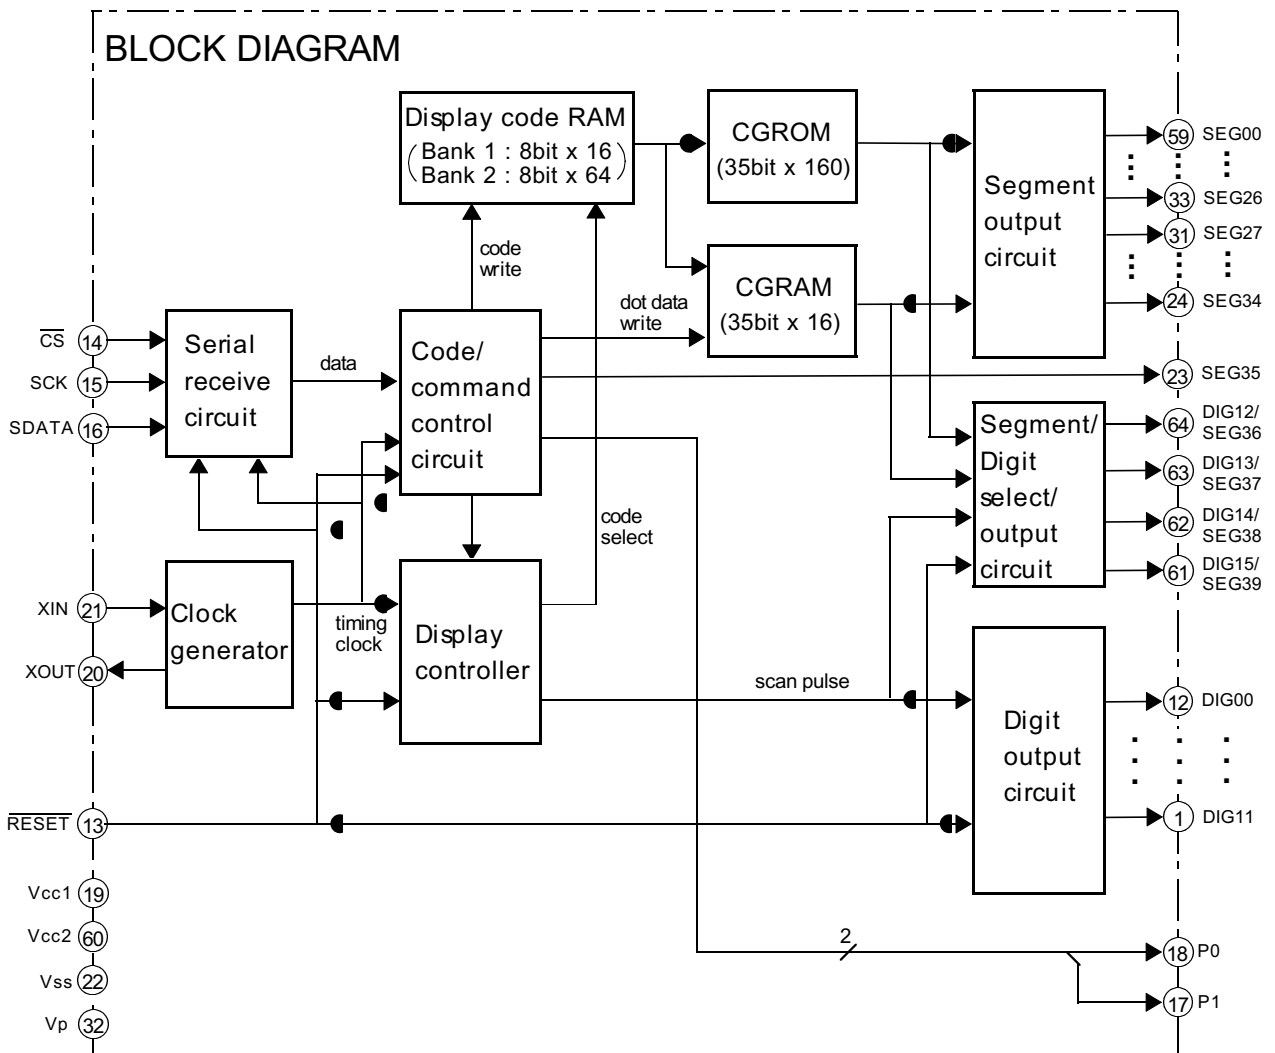 BLOCK DIAGRAM
Display code RAM
(Bank 1 : 8bit x 16
Bank 2 : 8bit x 64)
CGROM
(35bit x 160)
CGRAM
(35bit x 16)
Segment
output
circuit
59 SEG00
33 SEG26
31 SEG27
24 SEG34
23 SEG35
code
write
dot data
write
CS 14
SCK 15
SDATA 16
Serial
receive
circuit
data
Code/
command
control
circuit
Segment/
Digit
select/
output
circuit
64 DIG12/
SEG36
63 DIG13/
SEG37
62 DIG14/
SEG38
61 DIG15/
SEG39
code
select
XIN 21
XOUT 20
Clock
generator
timing
clock
Display
controller
scan pulse
Digit
output
circuit
12 DIG00
1 DIG11
RESET 13
Vcc1 19
Vcc2 60
Vss 22
Vp 32
2
18 P0
17 P1